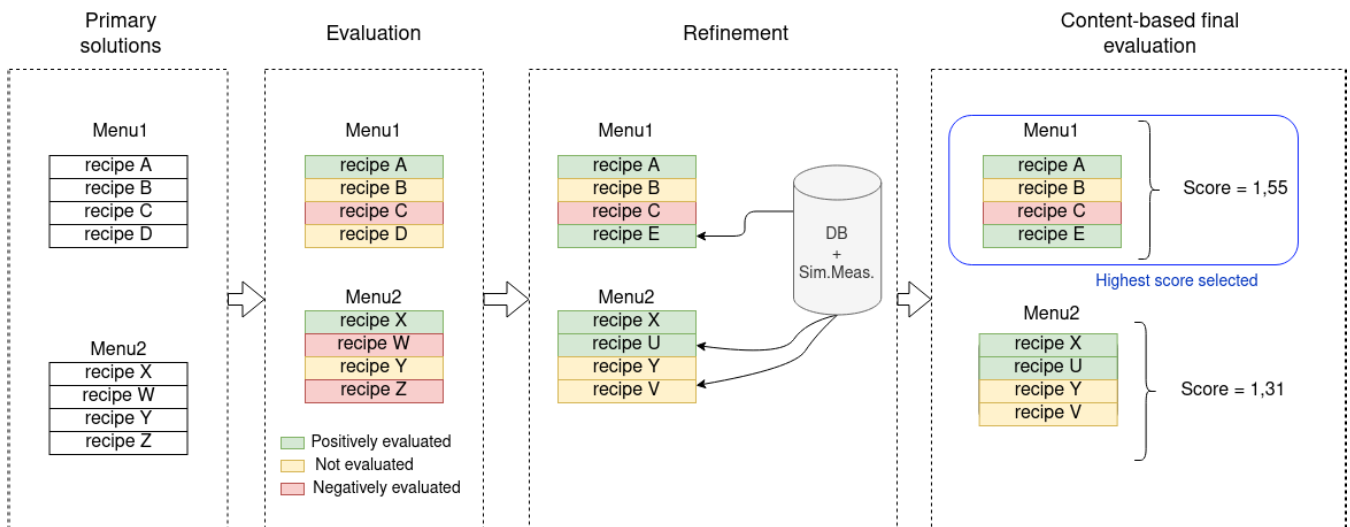 Primary
solutions
Evaluation
Refinement
Content-based final
evaluation
Menu1
recipe A
recipe B
recipe C
recipe D
Menu2
recipe X
recipe W
recipe Y
recipe Z
Menu1
recipe A
recipe B
recipe C
recipe D
Menu2
recipe X
recipe W
recipe Y
recipe Z
Positively evaluated
Not evaluated
Negatively evaluated
Menu1
recipe A
recipe B
recipe C
recipe E
Menu2
recipe X
recipe U
recipe Y
recipe V
DB
+
Sim.Meas.
Menu1
recipe A
recipe B
recipe C
recipe E
Score = 1,55
Highest score selected
Menu2
recipe X
recipe U
recipe Y
recipe V
Score = 1,31